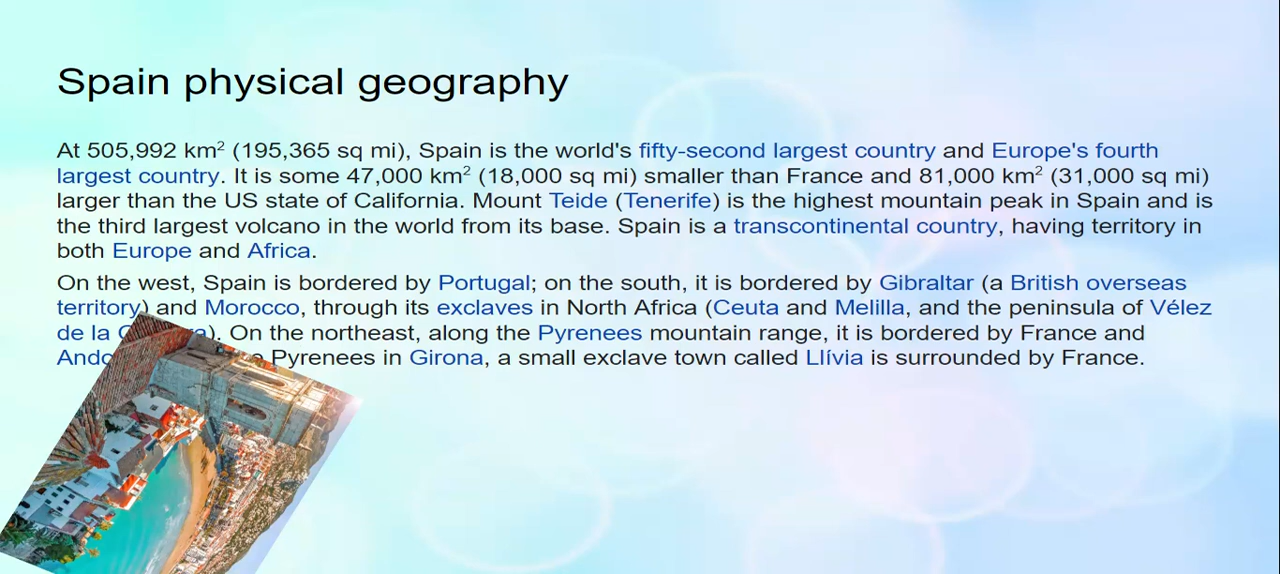 Spain physical geography
At 505,992 km² (195,365 sq mi), Spain is the world's fifty-second largest country and Europe's fourth
largest country. It is some 47,000 km² (18,000 sq mi) smaller than France and 81,000 km² (31,000 sq mi)
larger than the US state of California. Mount Teide (Tenerife) is the highest mountain peak in Spain and is
the third largest volcano in the world from its base. Spain is a transcontinental country, having territory in
both Europe and Africa.
On the west, Spain is bordered by Portugal; on the south, it is bordered by Gibraltar (a British overseas
territory) and Morocco, through its exclaves in North Africa (Ceuta and Melilla, and the peninsula of Vélez
de la ). On the northeast, along the Pyrenees mountain range, it is bordered by France and
Pyrenees in Girona, a small exclave town called Llívia is surrounded by France.